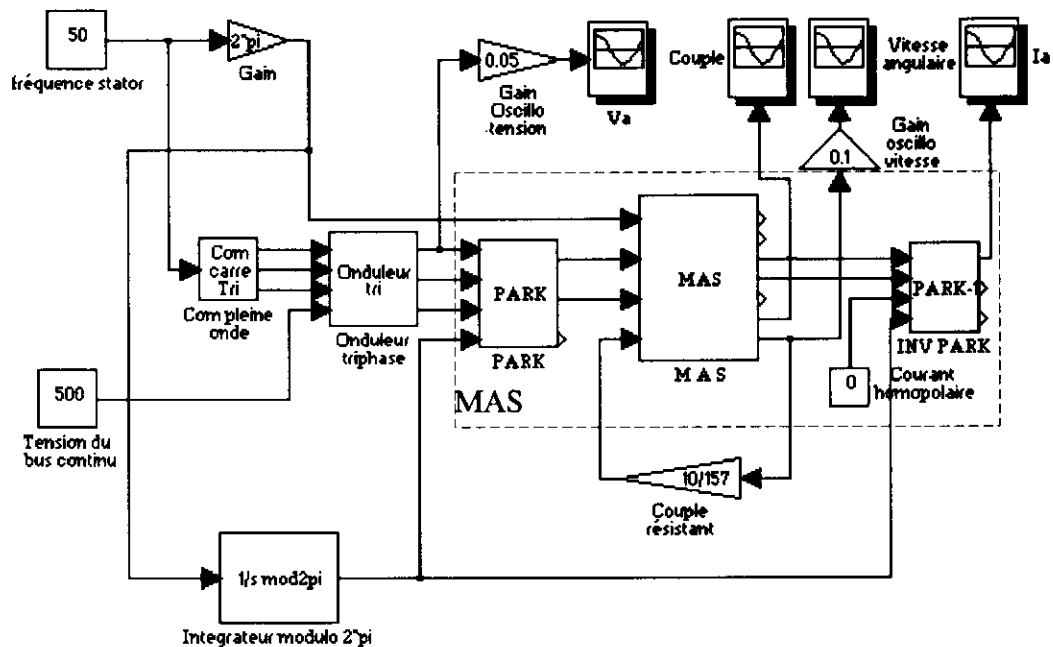 50
fréquence stator
2*pi
Gain
0.05
Gain
Oscillo
tension
Va
Couple
Vitesse
angulaire
Ia
0.1
Gain
oscillo
vitesse
Com
carre
Tri
Com pleine
onde
Onduleur
tri
Onduleur
triphase
PARK
PARK
MAS
M A S
PARK-1
INV PARK
0
Courant
homopolaire
MAS
500
Tension du
bus continu
10/157
Couple
résistant
1/s mod2pi
Integrateur modulo 2*pi